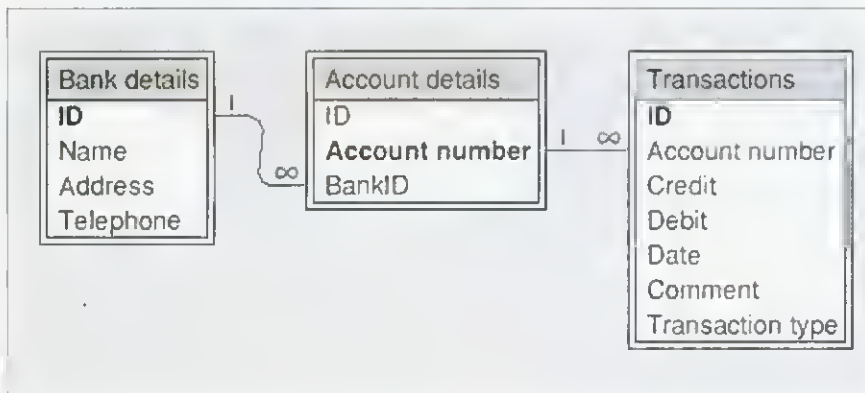 Bank details
ID
Name
Address
Telephone
1
∞
Account details
ID
Account number
BankID
1
∞
Transactions
ID
Account number
Credit
Debit
Date
Comment
Transaction type